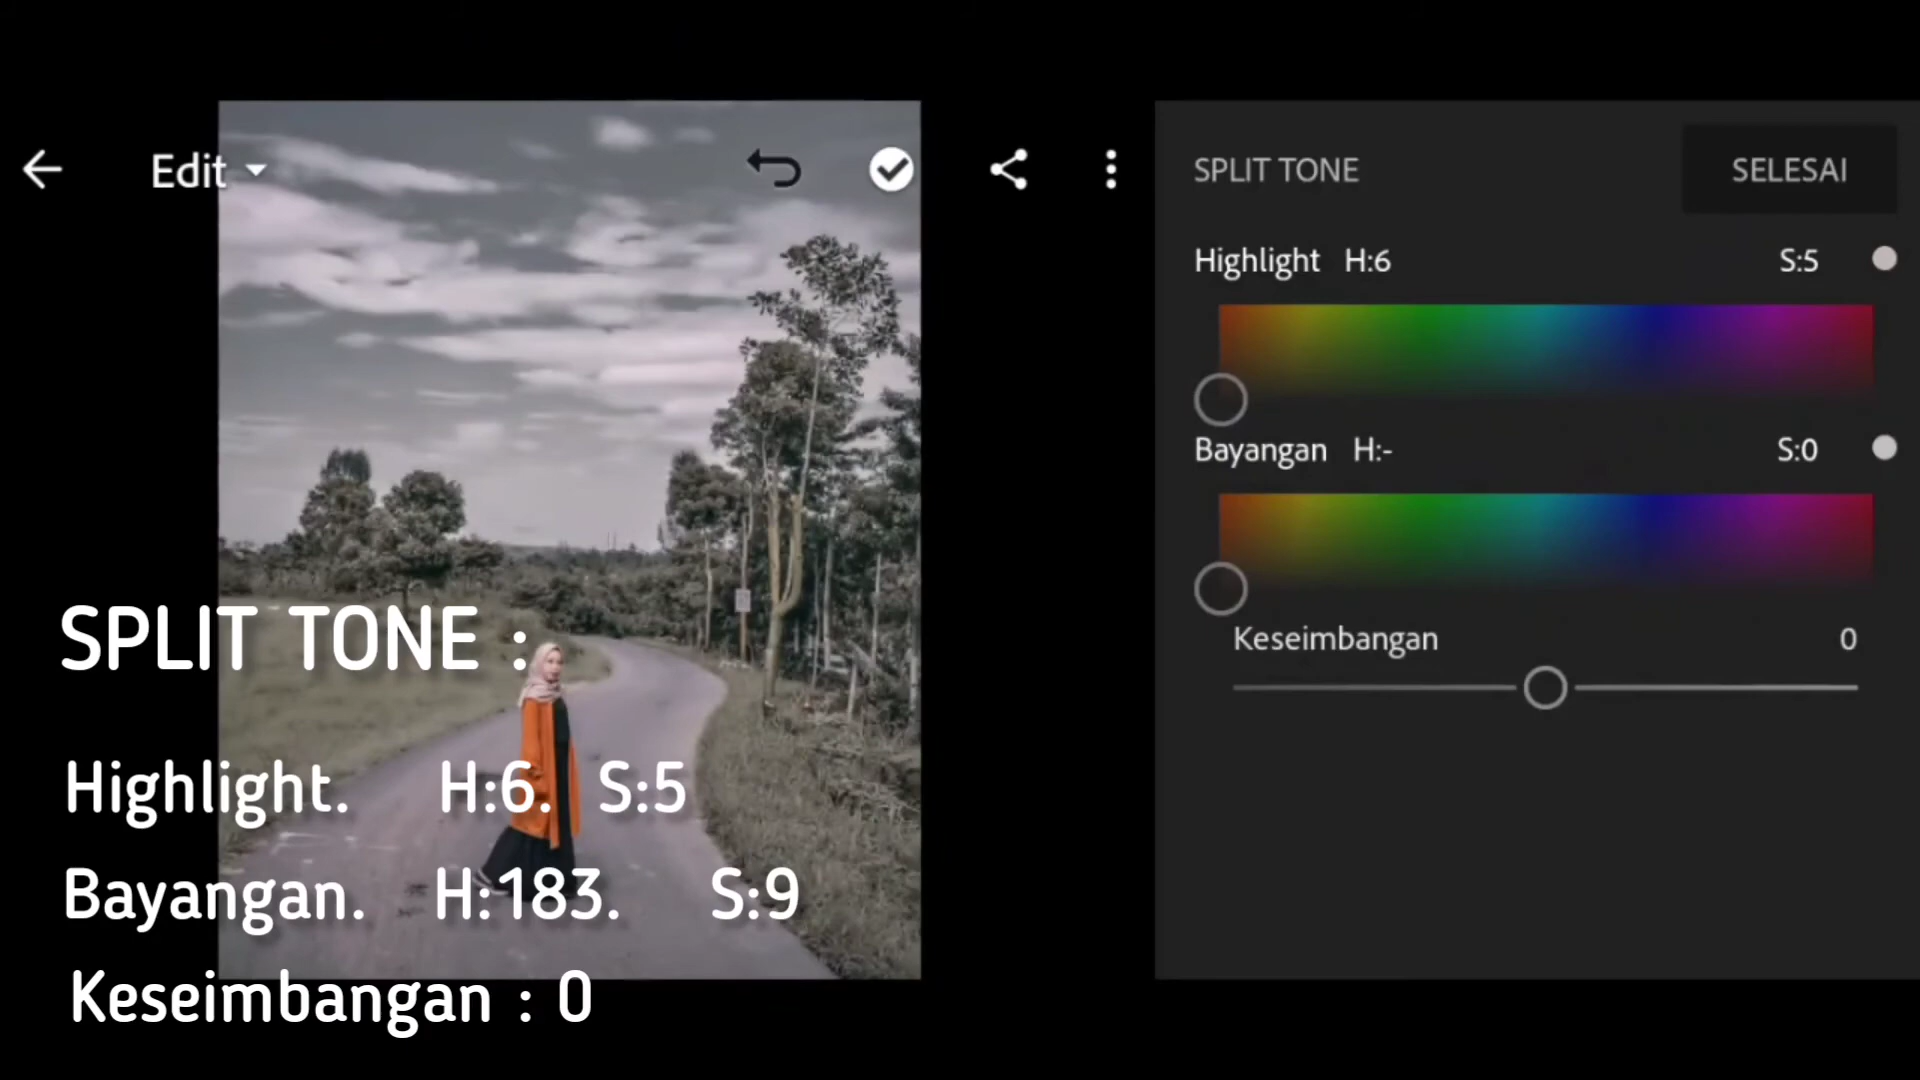 Edit
SPLIT TONE
SELESAI
Highlight H:6 S:5
Bayangan H:- S:0
Keseimbangan 0
SPLIT TONE :
Highlight. H:6. S:5
Bayangan. H:183. S:9
Keseimbangan : 0